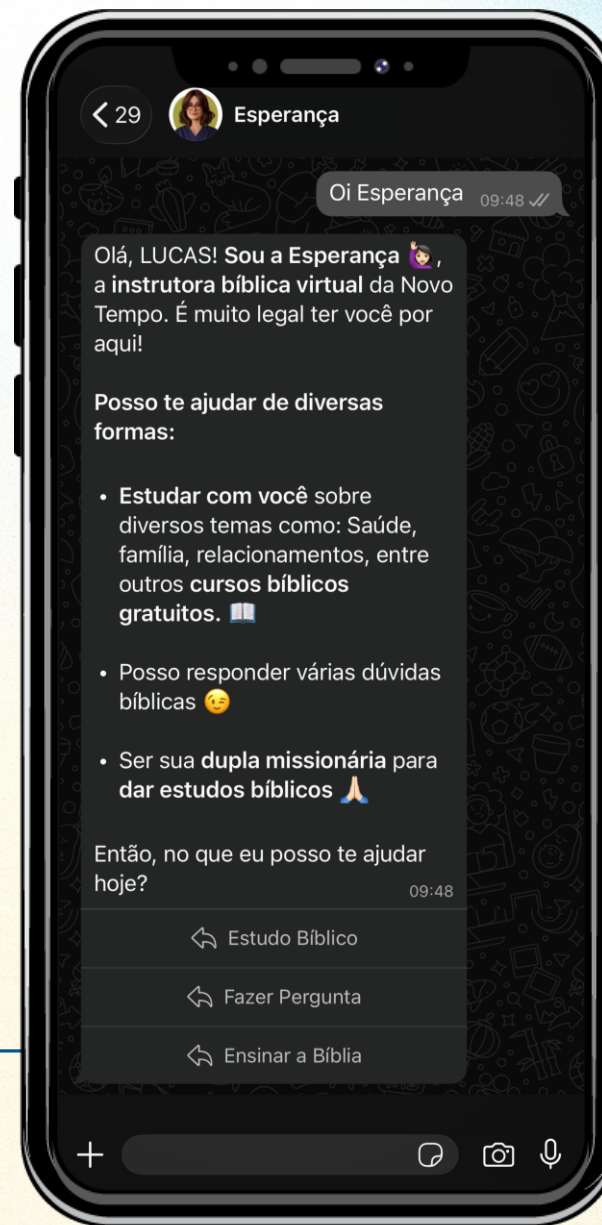 29
Esperança
Oi Esperança 09:48
Olá, LUCAS! Sou a Esperança 🙋🏻‍♀️,
a instrutora bíblica virtual da Novo
Tempo. É muito legal ter você por
aqui!
Posso te ajudar de diversas
formas:
• Estudar com você sobre
diversos temas como: Saúde,
família, relacionamentos, entre
outros cursos bíblicos
gratuitos. 📖
• Posso responder várias dúvidas
bíblicas 😉
• Ser sua dupla missionária para
dar estudos bíblicos 🙏🏻
Então, no que eu posso te ajudar
hoje? 09:48
Estudo Bíblico
Fazer Pergunta
Ensinar a Bíblia